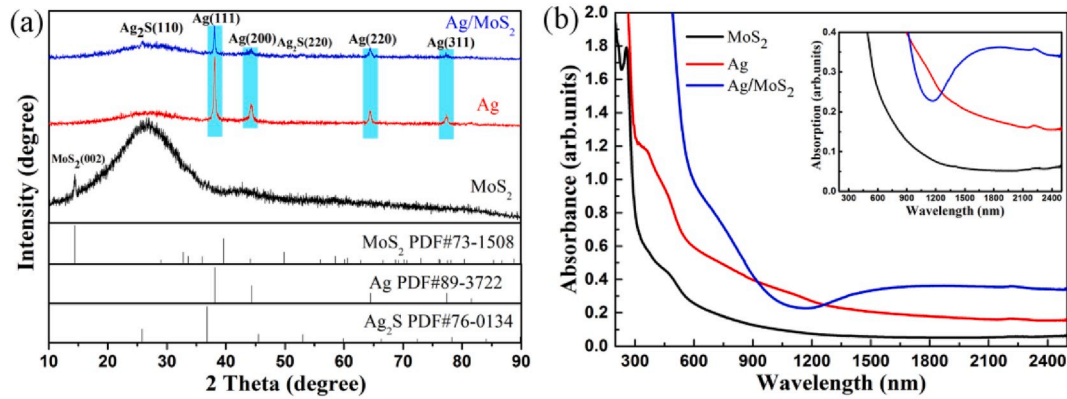 (a)
Ag/MoS2
Ag2S(110)
Ag(111)
Ag(200)
Ag2S(220)
Ag(220)
Ag(311)
Ag
MoS2(002)
MoS2
MoS2 PDF#73-1508
Ag PDF#89-3722
Ag2S PDF#76-0134
Intensity (degree)
10 20 30 40 50 60 70 80 90
2 Theta (degree)
(b)
2.0
1.8
1.6
1.4
1.2
1.0
0.8
0.6
0.4
0.2
0.0
Absorbance (arb.units)
MoS2
Ag
Ag/MoS2
0.4
0.3
0.2
0.1
0.0
Absorption (arb.units)
300 600 900 1200 1500 1800 2100 2400
Wavelength (nm)
300 600 900 1200 1500 1800 2100 2400
Wavelength (nm)